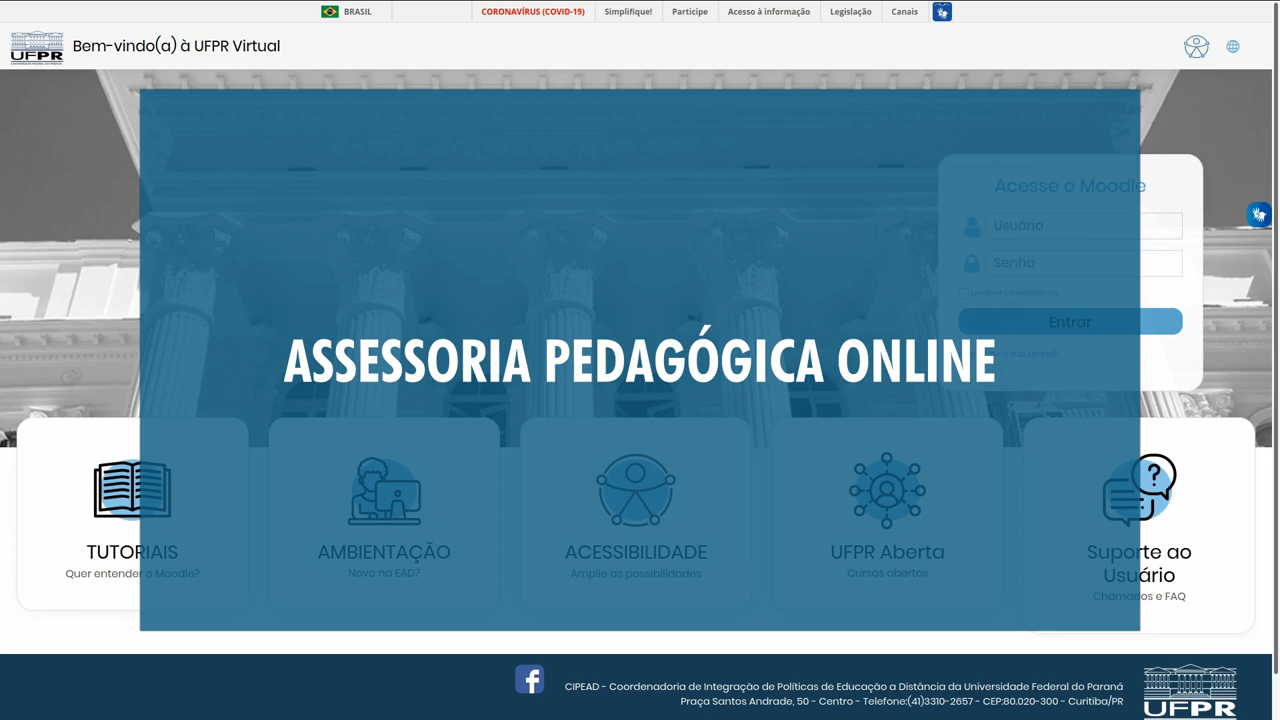 BRASIL
CORONAVÍRUS (COVID-19)
Simplifique!
Participe
Acesso à informação
Legislação
Canais
UFPR
Bem-vindo(a) à UFPR Virtual
Acesse o Moodle
Usuário
Senha
Entrar
ASSESSORIA PEDAGÓGICA ONLINE
TUTORIAIS
Quer entender o Moodle?
AMBIENTAÇÃO
Novo na EAD?
ACESSIBILIDADE
Amplie as possibilidades
UFPR Aberta
Cursos abertos
Suporte ao
Usuário
Chamados e FAQ
CIPEAD - Coordenadoria de Integração de Políticas de Educação a Distância da Universidade Federal do Paraná
Praça Santos Andrade, 50 - Centro - Telefone:(41)3310-2657 - CEP:80.020-300 - Curitiba/PR
UFPR